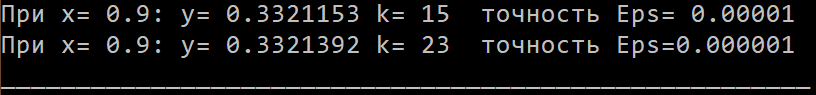 При x= 0.9: y= 0.3321153 k= 15  точность Eps= 0.00001
При x= 0.9: y= 0.3321392 k= 23  точность Eps=0.000001
______________________________________________________